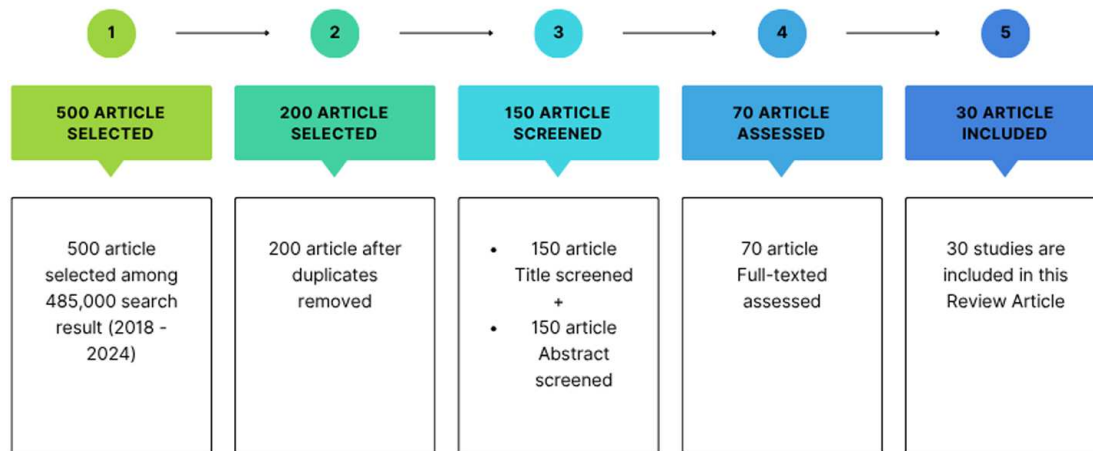 1
2
3
4
5
500 ARTICLE
SELECTED
200 ARTICLE
SELECTED
150 ARTICLE
SCREENED
70 ARTICLE
ASSESSED
30 ARTICLE
INCLUDED
500 article
selected among
485,000 search
result (2018 -
2024)
200 article after
duplicates
removed
• 150 article
Title screened
+
• 150 article
Abstract
screened
70 article
Full-texted
assessed
30 studies are
included in this
Review Article